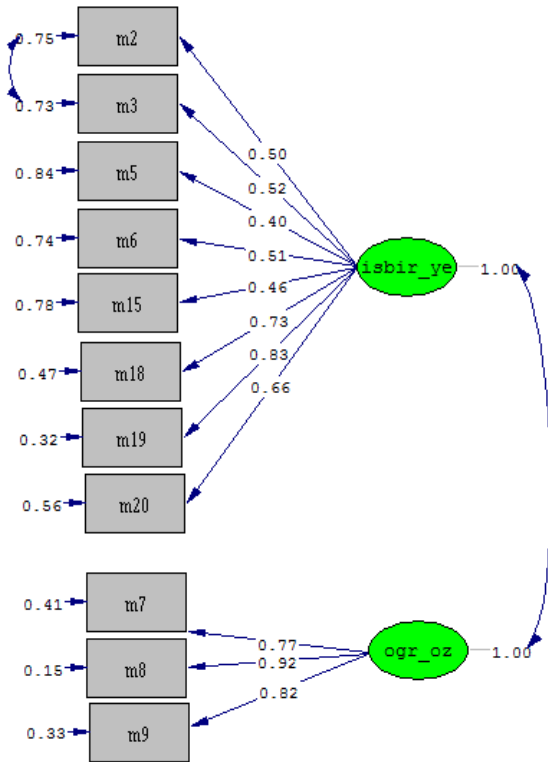 0.75 m2
0.73 m3
0.84 m5
0.74 m6
0.78 m15
0.47 m18
0.32 m19
0.56 m20
0.50
0.52
0.40
0.51
0.46
0.73
0.83
0.66
isbir_ye 1.00
0.41 m7
0.15 m8
0.33 m9
0.77
0.92
0.82
ogr_oz 1.00